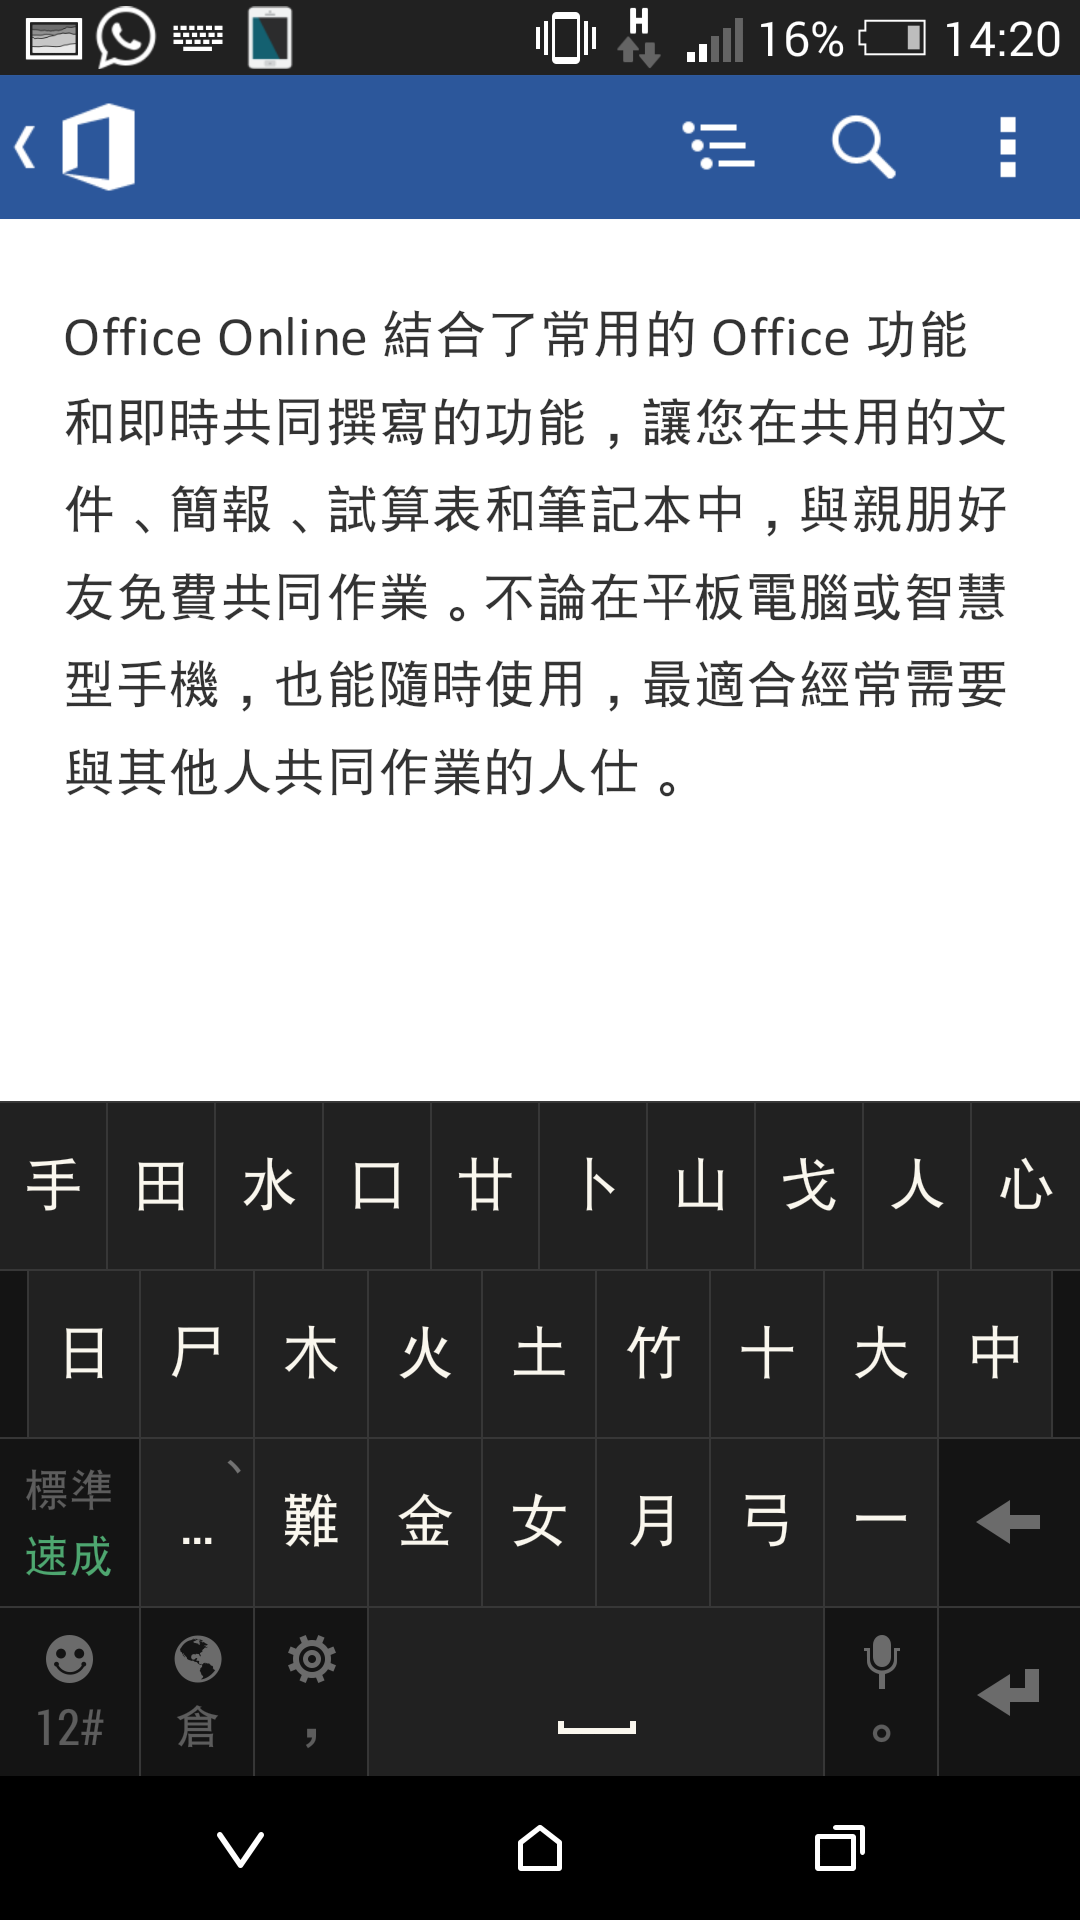 H 16% 14:20
Office Online 結合了常用的 Office 功能
和即時共同撰寫的功能，讓您在共用的文
件、簡報、試算表和筆記本中，與親朋好
友免費共同作業。不論在平板電腦或智慧
型手機，也能隨時使用，最適合經常需要
與其他人共同作業的人仕。
手 田 水 口 廿 卜 山 戈 人 心
日 尸 木 火 土 竹 十 大 中
標準
速成
... 、 難 金 女 月 弓 一
12# 倉 ， 。